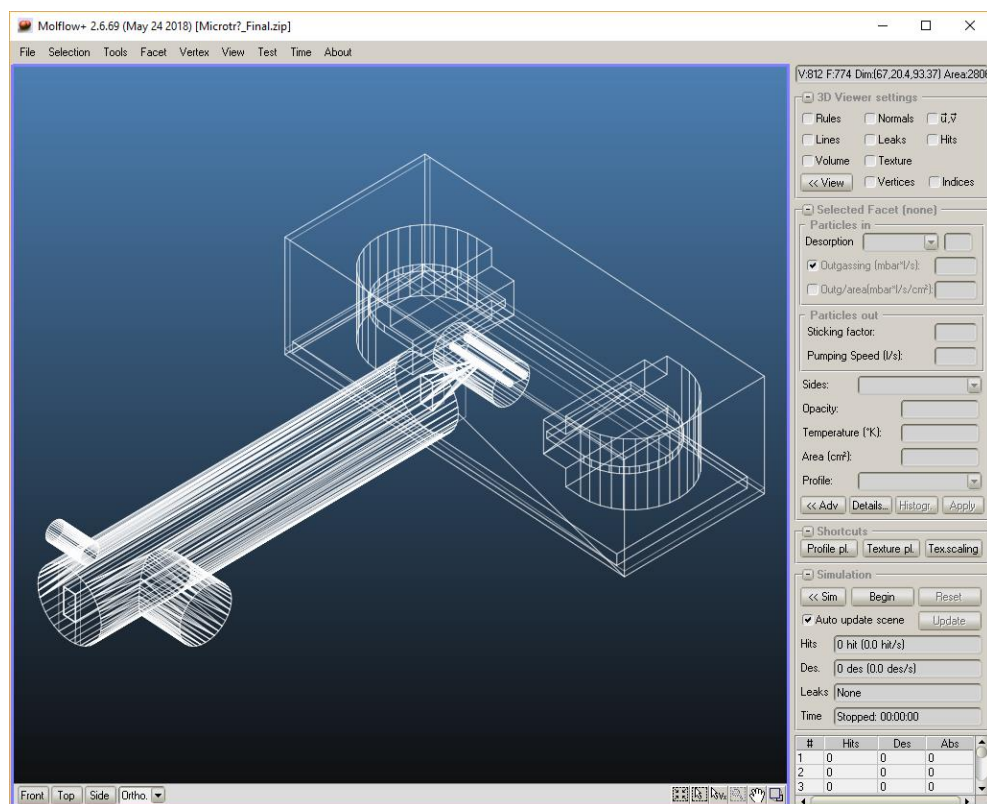 Molflow+ 2.6.69 (May 24 2018) [Microtr?_Final.zip]
File Selection Tools Facet Vertex View Test Time About
V:812 F:774 Dim:(67,20.4,93.37) Area:2806
3D Viewer settings
Rules Normals u,v
Lines Leaks Hits
Volume Texture
<< View Vertices Indices
Selected Facet (none)
Particles in
Desorption
Outgassing (mbar*l/s):
Outg/area(mbar*l/s/cm²):
Particles out
Sticking factor:
Pumping Speed (l/s):
Sides:
Opacity:
Temperature (°K):
Area (cm²):
Profile:
<< Adv Details... Histogr. Apply
Shortcuts
Profile pl. Texture pl. Tex.scaling
Simulation
<< Sim Begin Reset
Auto update scene Update
Hits 0 hit (0.0 hit/s)
Des. 0 des (0.0 des/s)
Leaks None
Time Stopped: 00:00:00
# Hits Des Abs
1 0 0 0
2 0 0 0
3 0 0 0
Front Top Side Ortho.